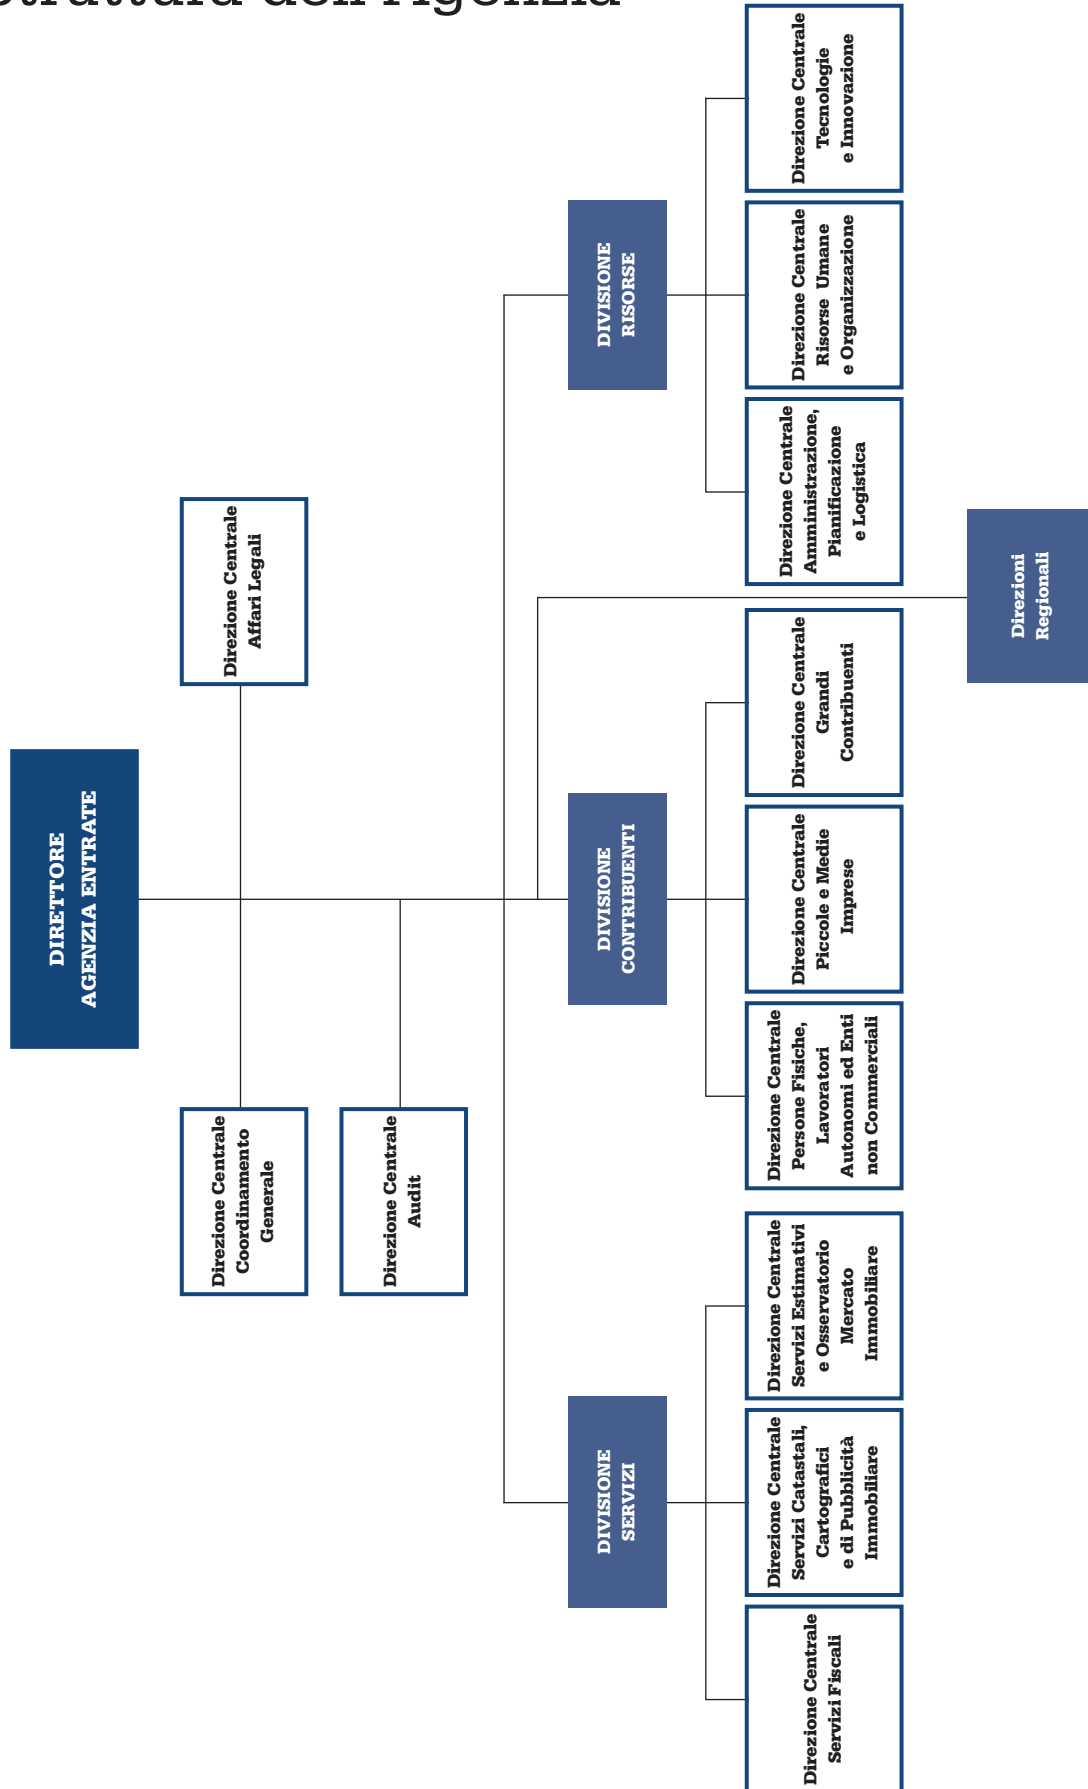 Struttura dell'Agenzia
DIRETTORE
AGENZIA ENTRATE
Direzione Centrale
Coordinamento
Generale
Direzione Centrale
Affari Legali
Direzione Centrale
Audit
DIVISIONE
SERVIZI
DIVISIONE
CONTRIBUENTI
DIVISIONE
RISORSE
Direzione Centrale
Servizi Fiscali
Direzione Centrale
Servizi Catastali,
Cartografici
e di Pubblicità
Immobiliare
Direzione Centrale
Servizi Estimativi
e Osservatorio
Mercato
Immobiliare
Direzione Centrale
Persone Fisiche,
Lavoratori
Autonomi ed Enti
non Commerciali
Direzione Centrale
Piccole e Medie
Imprese
Direzione Centrale
Grandi
Contribuenti
Direzione Centrale
Amministrazione,
Pianificazione
e Logistica
Direzione Centrale
Risorse Umane
e Organizzazione
Direzione Centrale
Tecnologie
e Innovazione
Direzioni
Regionali